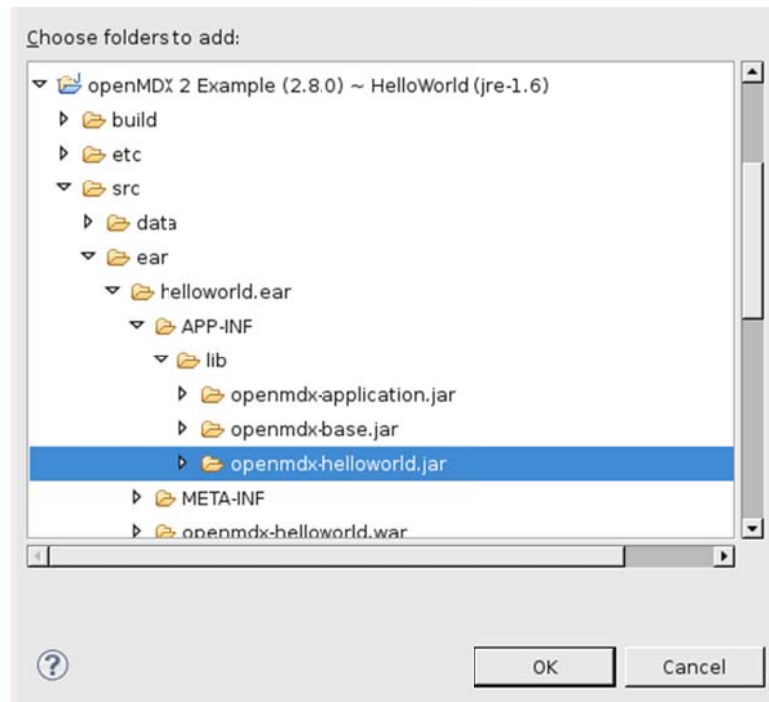 Choose folders to add:
openMDX 2 Example (2.8.0) ~ HelloWorld (jre-1.6)
build
etc
src
data
ear
helloworld.ear
APP-INF
lib
openmdx-application.jar
openmdx-base.jar
openmdx-helloworld.jar
META-INF
openmdx-helloworld.war
?
OK
Cancel